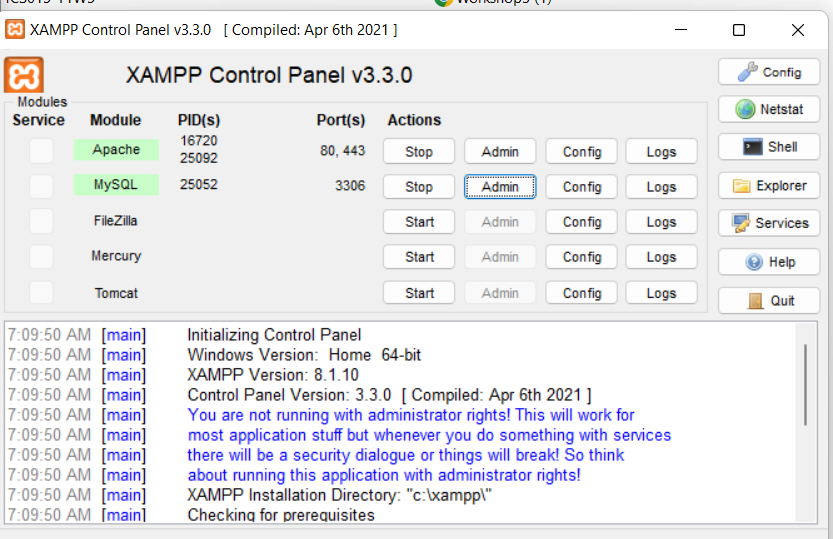 Workshop5 (1)
XAMPP Control Panel v3.3.0 [ Compiled: Apr 6th 2021 ]
XAMPP Control Panel v3.3.0
Config
Modules
Service Module PID(s) Port(s) Actions
Netstat
Apache 16720 25092 80, 443 Stop Admin Config Logs
Shell
MySQL 25052 3306 Stop Admin Config Logs
Explorer
FileZilla Start Admin Config Logs
Services
Mercury Start Admin Config Logs
Help
Tomcat Start Admin Config Logs
Quit
7:09:50 AM [main] Initializing Control Panel
7:09:50 AM [main] Windows Version: Home 64-bit
7:09:50 AM [main] XAMPP Version: 8.1.10
7:09:50 AM [main] Control Panel Version: 3.3.0 [ Compiled: Apr 6th 2021 ]
7:09:50 AM [main] You are not running with administrator rights! This will work for
7:09:50 AM [main] most application stuff but whenever you do something with services
7:09:50 AM [main] there will be a security dialogue or things will break! So think
7:09:50 AM [main] about running this application with administrator rights!
7:09:50 AM [main] XAMPP Installation Directory: "c:\xampp\"
7:09:50 AM [main] Checking for prerequisites